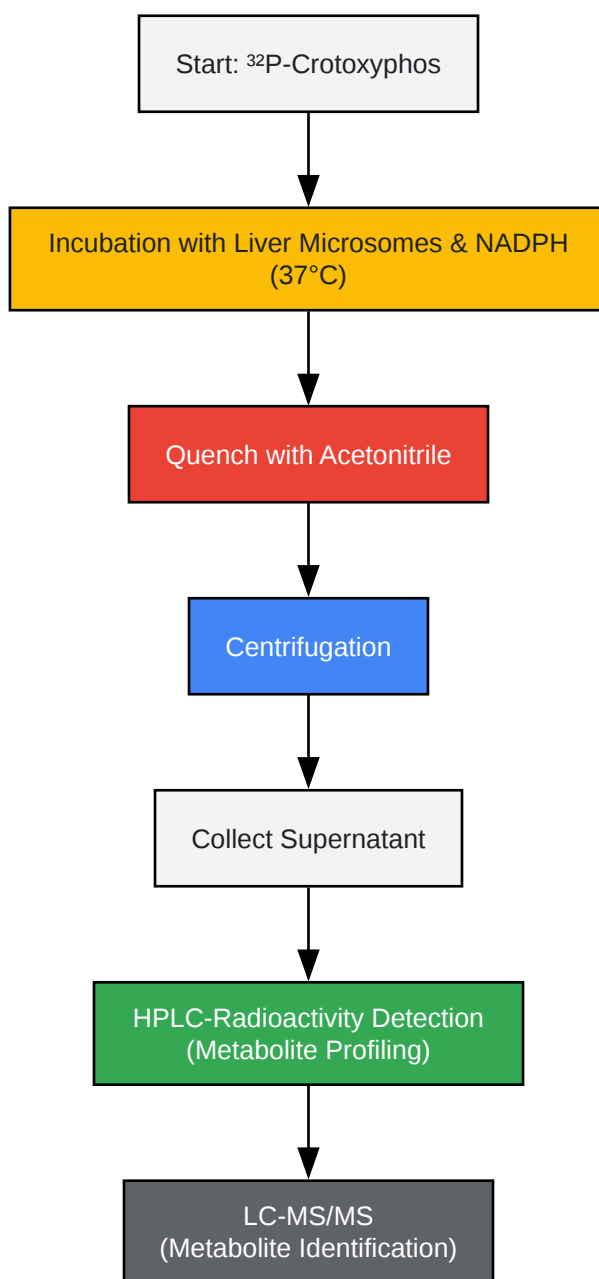 Start: ³²P-Crotoxyphos
Incubation with Liver Microsomes & NADPH
(37°C)
Quench with Acetonitrile
Centrifugation
Collect Supernatant
HPLC-Radioactivity Detection
(Metabolite Profiling)
LC-MS/MS
(Metabolite Identification)